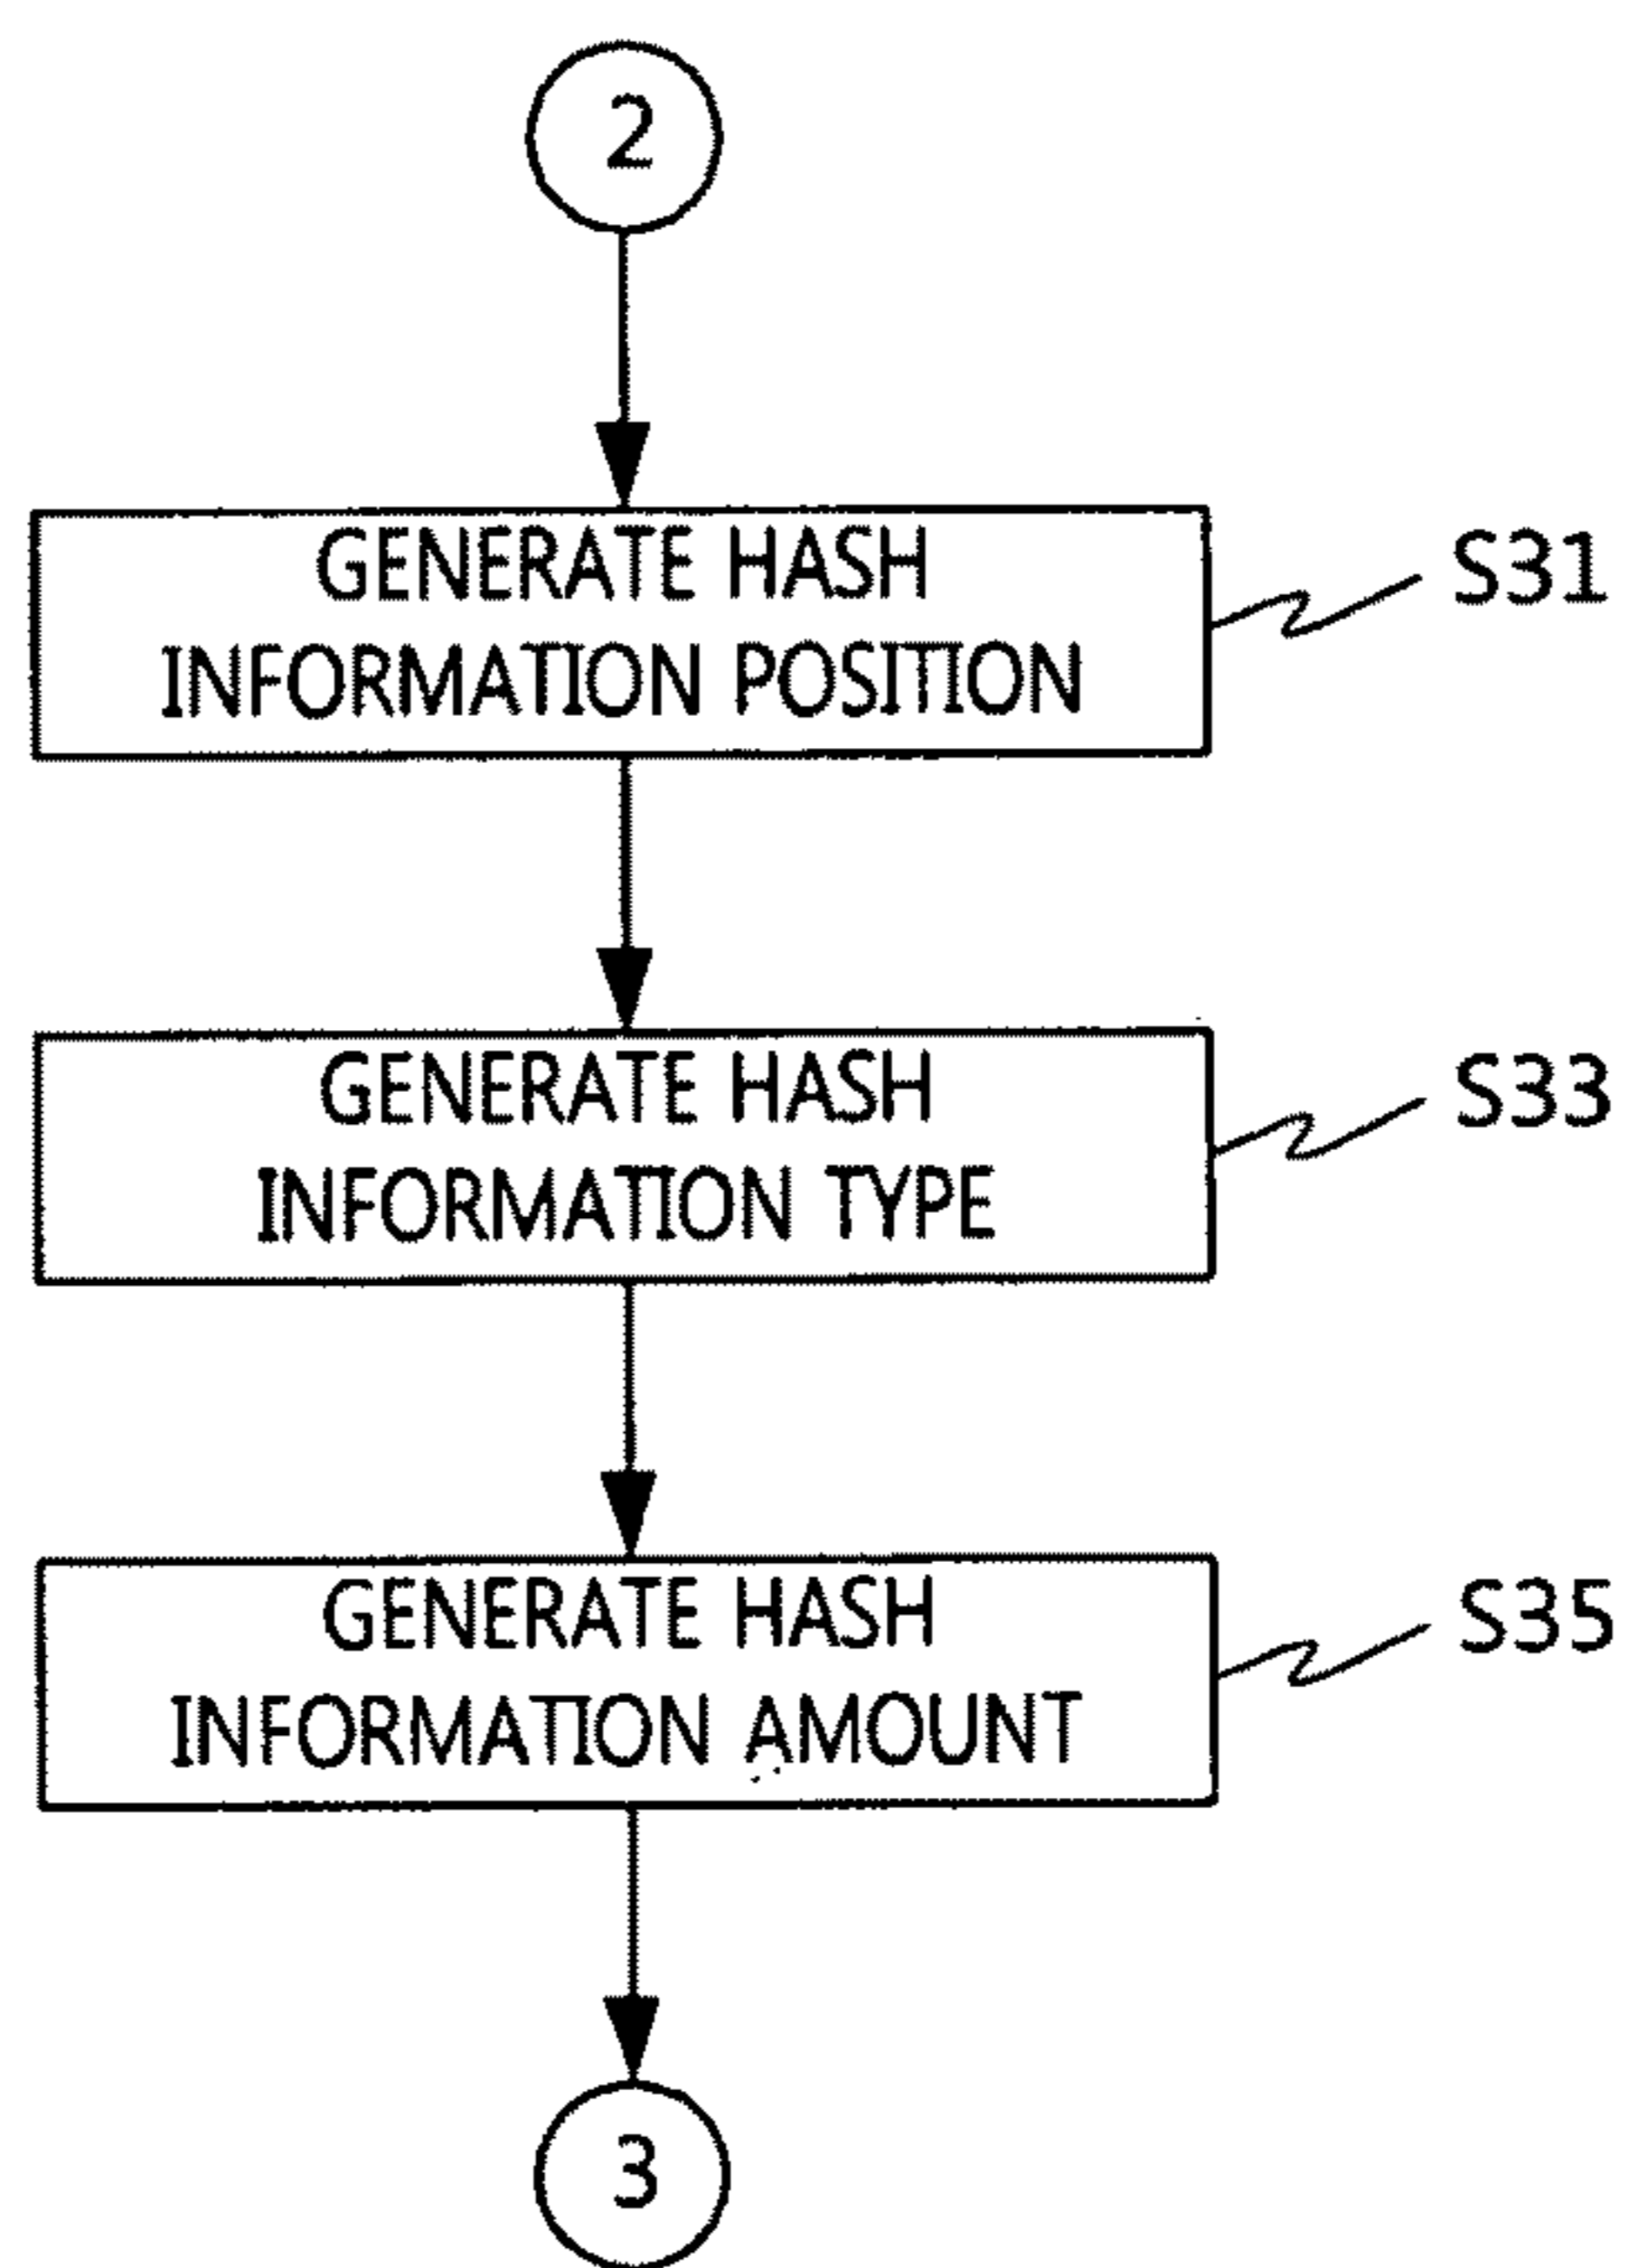 2
GENERATE HASH
INFORMATION POSITION
S31
GENERATE HASH
INFORMATION TYPE
S33
GENERATE HASH
INFORMATION AMOUNT
S35
3